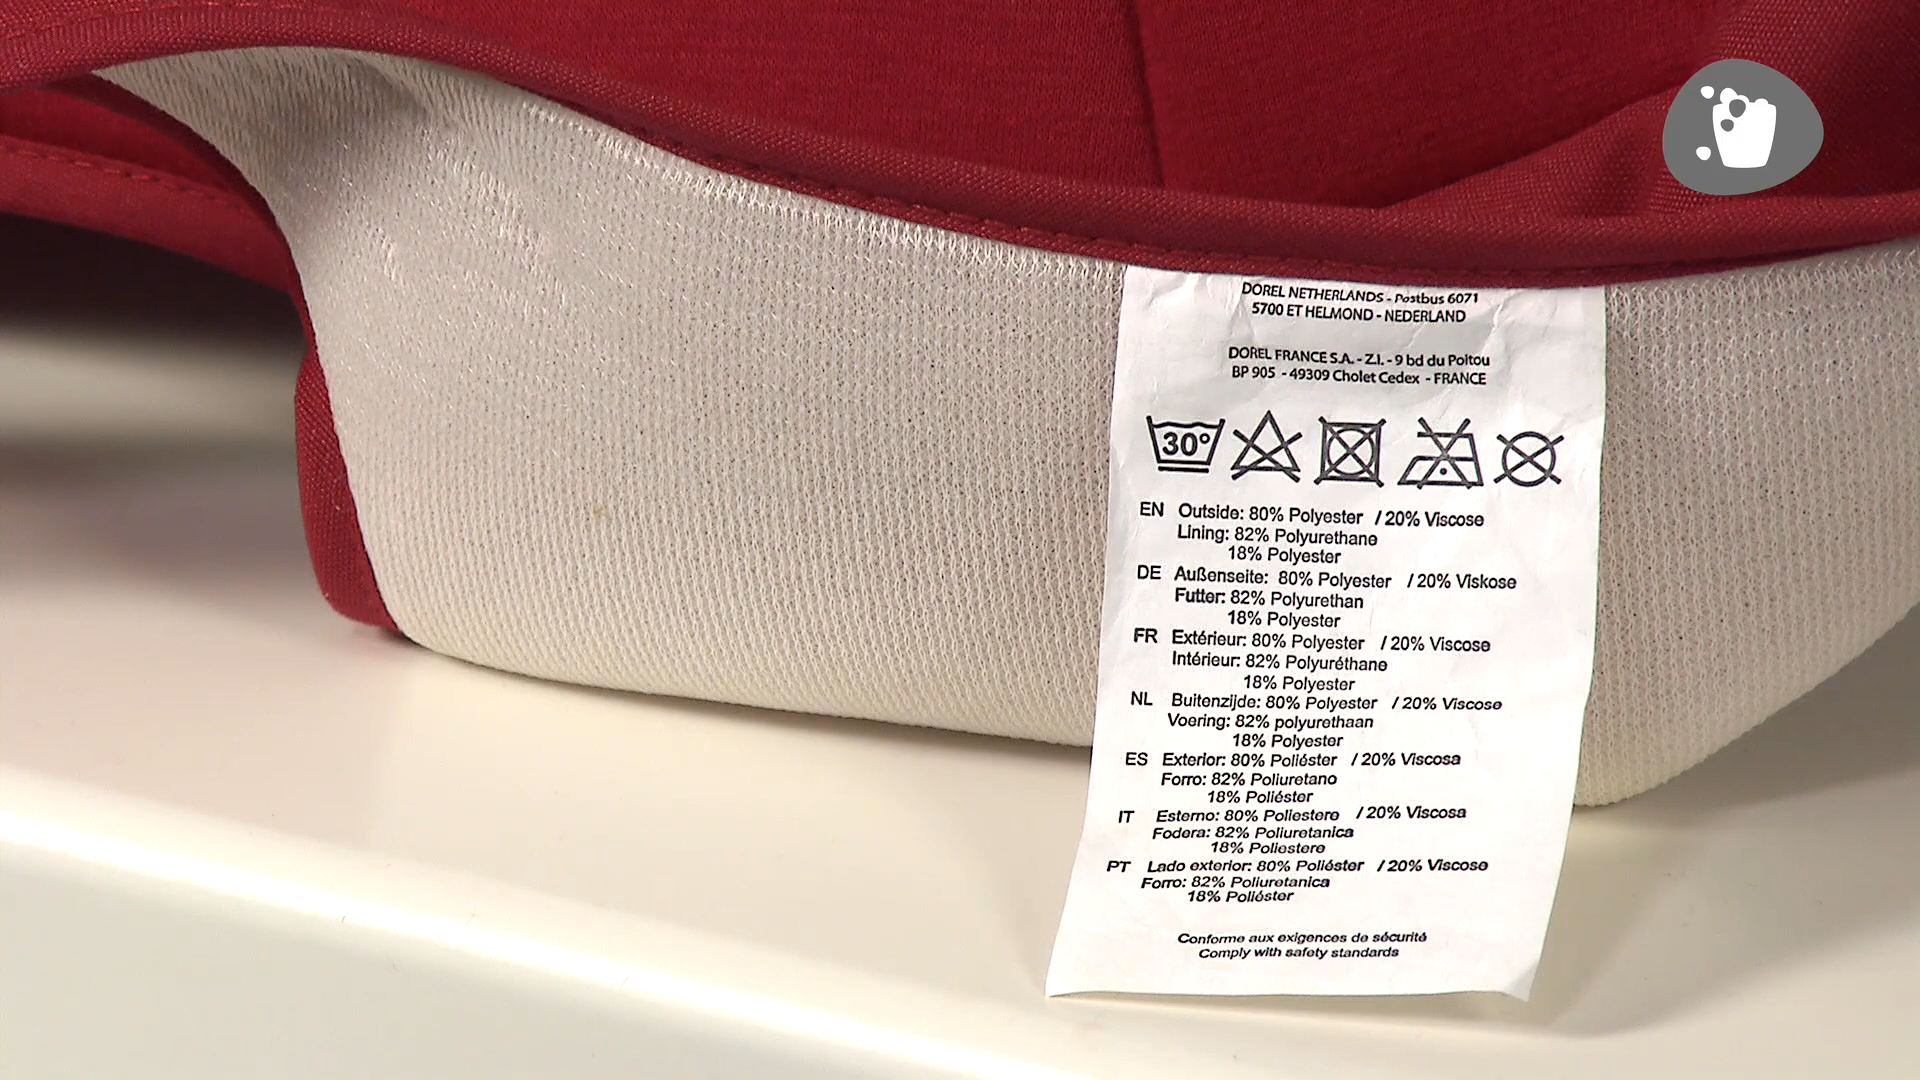 DOREL NETHERLANDS - Postbus 6071
5700 ET HELMOND - NEDERLAND
DOREL FRANCE S.A. - Z.I. - 9 bd du Poitou
BP 905 - 49309 Cholet Cedex - FRANCE
30°
EN Outside: 80% Polyester / 20% Viscose
Lining: 82% Polyurethane
18% Polyester
DE Außenseite: 80% Polyester / 20% Viskose
Futter: 82% Polyurethan
18% Polyester
FR Extérieur: 80% Polyester / 20% Viscose
Intérieur: 82% Polyuréthane
18% Polyester
NL Buitenzijde: 80% Polyester / 20% Viscose
Voering: 82% polyurethaan
18% Polyester
ES Exterior: 80% Poliéster / 20% Viscosa
Forro: 82% Poliuretano
18% Poliéster
IT Esterno: 80% Poliestere / 20% Viscosa
Fodera: 82% Poliuretanica
18% Poliestere
PT Lado exterior: 80% Poliéster / 20% Viscose
Forro: 82% Poliuretanica
18% Poliéster
Conforme aux exigences de sécurité
Comply with safety standards